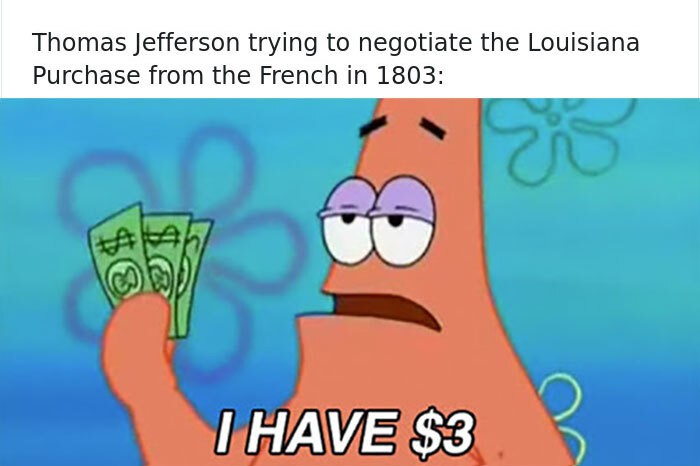 Thomas Jefferson trying to negotiate the Louisiana
Purchase from the French in 1803:
I HAVE $3